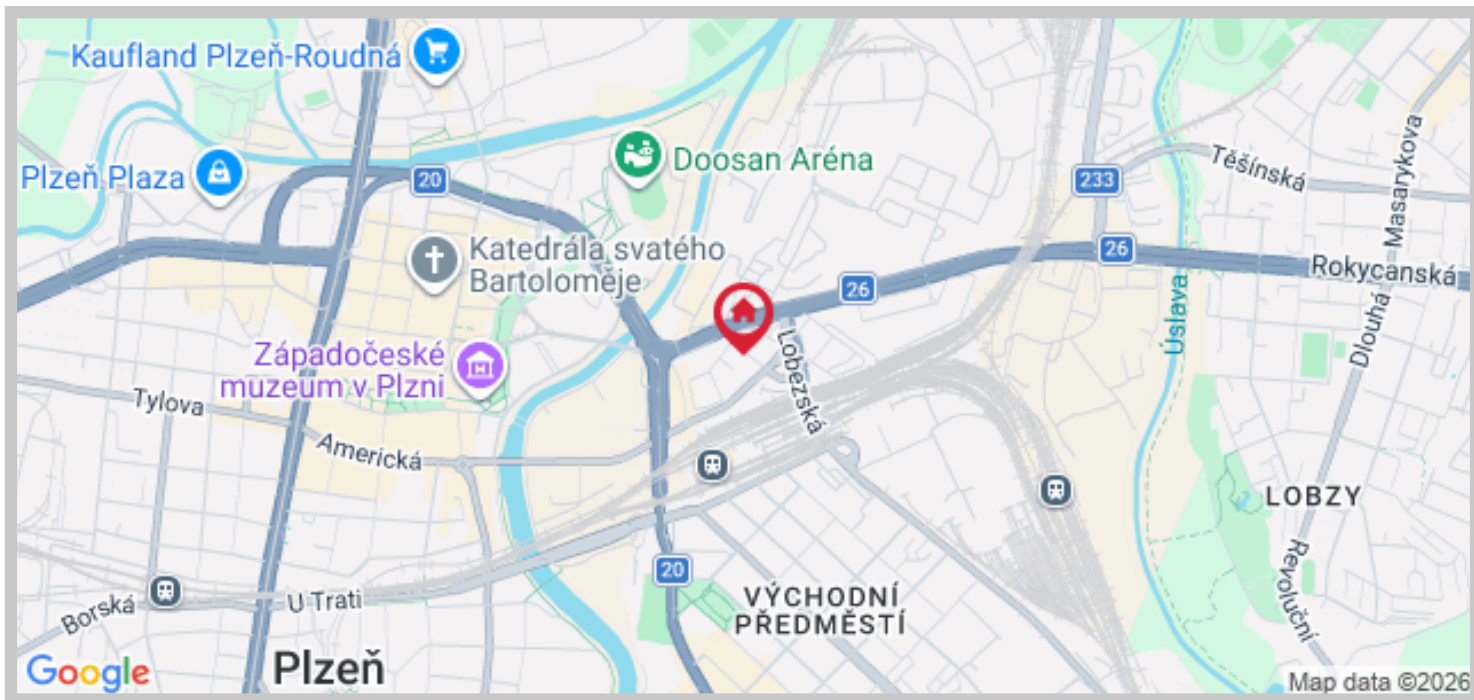 Kaufland Plzeň-Roudná
Plzeň Plaza
20
Doosan Aréna
233
Těšínská
Masarykova
Katedrála svatého
Bartoloměje
26
26
Rokycanská
Úslava
Dlouhá
Západočeské
muzeum v Plzni
Lobezská
Tylova
Americká
LOBZY
Revoluční
20
VÝCHODNÍ
PŘEDMĚSTÍ
Borská
U Trati
Plzeň
Google
Map data ©2026